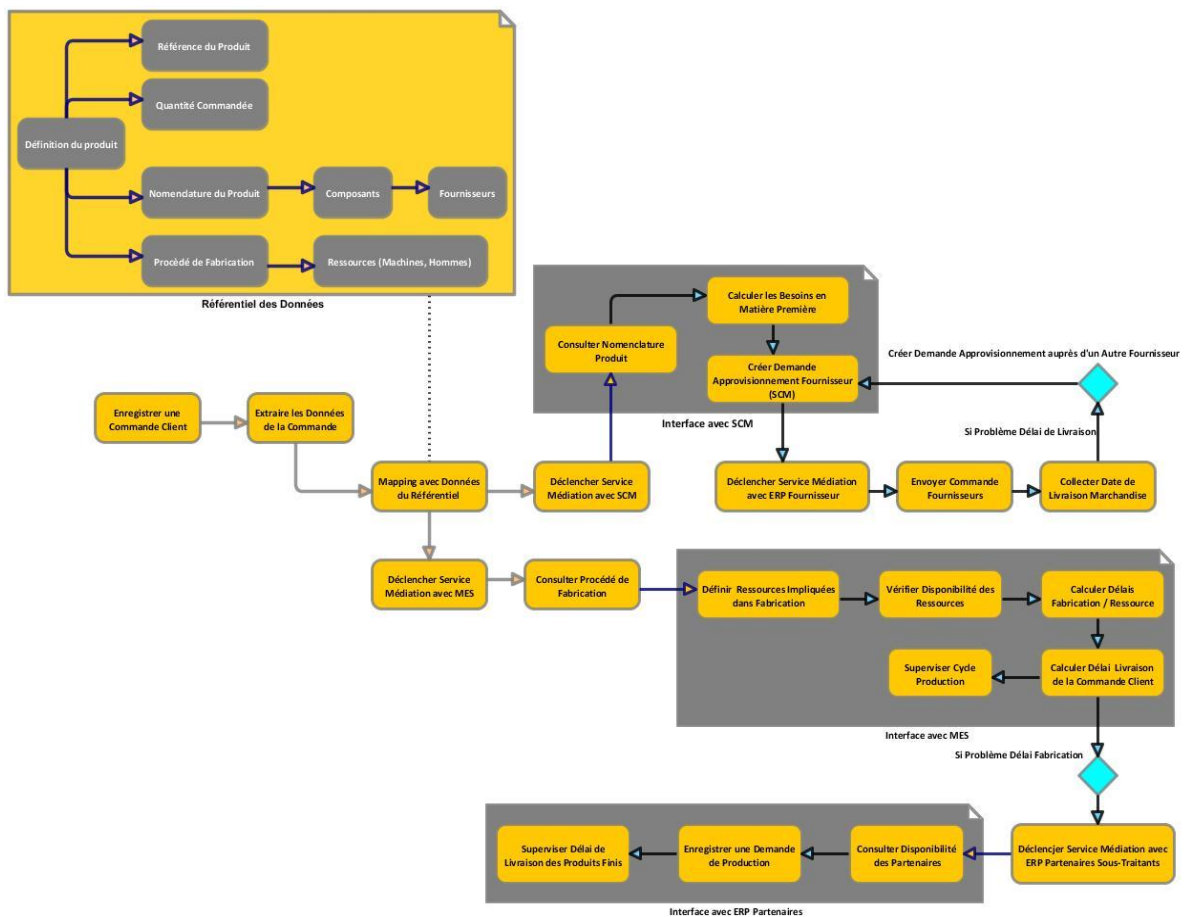 Référence du Produit
Quantité Commandée
Définition du produit
Nomenclature du Produit
Composants
Fournisseurs
Procèdé de Fabrication
Ressources (Machines, Hommes)
Référentiel des Données
Calculer les Besoins en
Matière Première
Consulter Nomenclature
Produit
Créer Demande
Approvisionnement Fournisseur
(SCM)
Créer Demande Approvisionnement auprès d'un Autre Fournisseur
Interface avec SCM
Si Problème Délai de Livraison
Enregistrer une
Commande Client
Extraire les Données
de la Commande
Mapping avec Données
du Référentiel
Déclencher Service
Médiation avec SCM
Déclencher Service Médiation
avec ERP Fournisseur
Envoyer Commande
Fournisseurs
Collecter Date de
Livraison Marchandise
Déclencher Service
Médiation avec MES
Consulter Procédé de
Fabrication
Définir Ressources Impliquées
dans Fabrication
Vérifier Disponibilité des
Ressources
Calculer Délais
Fabrication / Ressource
Superviser Cycle
Production
Calculer Délai Livraison
de la Commande Client
Interface avec MES
Si Problème Délai Fabrication
Superviser Délai de
Livraison des Produits Finis
Enregistrer une Demande
de Production
Consulter Disponibilité
des Partenaires
Déclencjer Service Médiation avec
ERP Partenaires Sous-Traitants
Interface avec ERP Partenaires